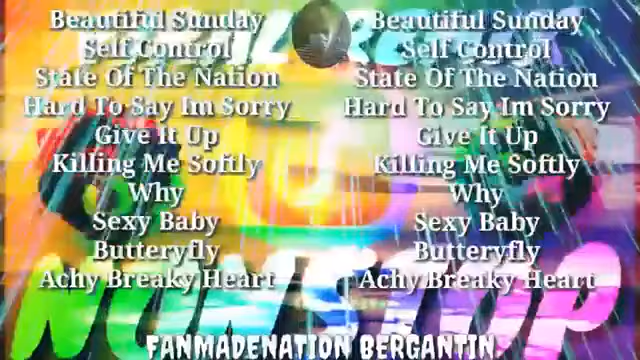 Beautiful Sunday Beautiful Sunday
Self Control Self Control
State Of The Nation State Of The Nation
Hard To Say Im Sorry Hard To Say Im Sorry
Give It Up Give It Up
Killing Me Softly Killing Me Softly
Why Why
Sexy Baby Sexy Baby
Butteryfly Butteryfly
Achy Breaky Heart Achy Breaky Heart
NON STOP
FANMADENATION BERGANTIN.